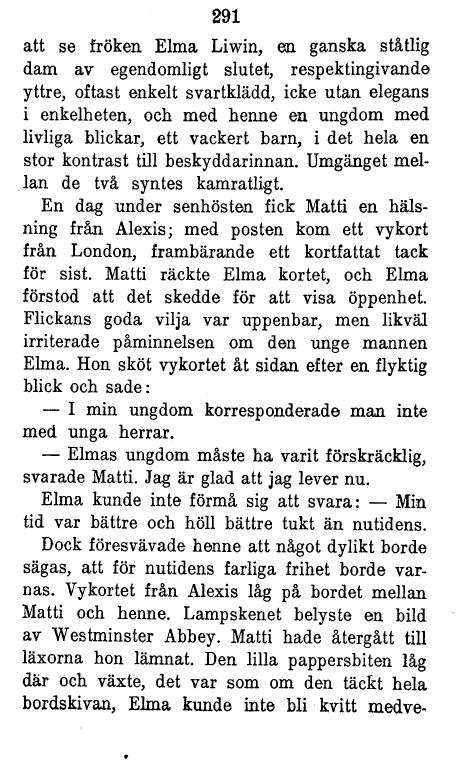 291
att se fröken Elma Liwin, en ganska ståtlig
dam av egendomligt slutet, respektingivande
yttre, oftast enkelt svartklädd, icke utan elegans
i enkelheten, och med henne en ungdom med
livliga blickar, ett vackert barn, i det hela en
stor kontrast till beskyddarinnan. Umgänget mel-
lan de två syntes kamratligt.
En dag under senhösten fick Matti en häls-
ning från Alexis; med posten kom ett vykort
från London, frambärande ett kortfattat tack
för sist. Matti räckte Elma kortet, och Elma
förstod att det skedde för att visa öppenhet.
Flickans goda vilja var uppenbar, men likväl
irriterade påminnelsen om den unge mannen
Elma. Hon sköt vykortet åt sidan efter en flyktig
blick och sade:
— I min ungdom korresponderade man inte
med unga herrar.
— Elmas ungdom måste ha varit förskräcklig,
svarade Matti. Jag är glad att jag lever nu.
Elma kunde inte förmå sig att svara: — Min
tid var bättre och höll bättre tukt än nutidens.
Dock föresvävade henne att något dylikt borde
sägas, att för nutidens farliga frihet borde var-
nas. Vykortet från Alexis låg på bordet mellan
Matti och henne. Lampskenet belyste en bild
av Westminster Abbey. Matti hade återgått till
läxorna hon lämnat. Den lilla pappersbiten låg
där och växte, det var som om den täckt hela
bordskivan, Elma kunde inte bli kvitt medve-